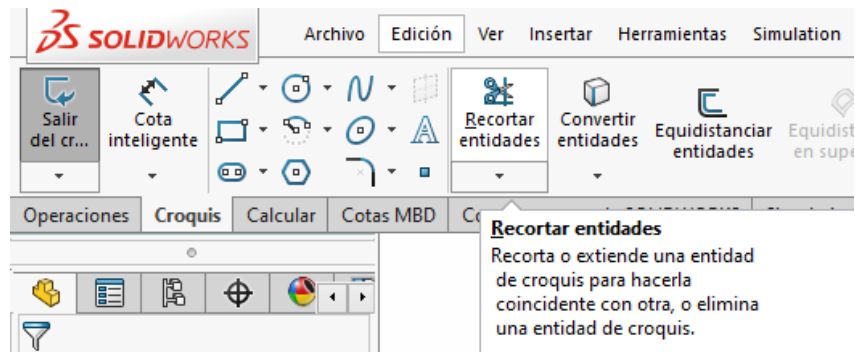 SOLIDWORKS
Archivo Edición Ver Insertar Herramientas Simulation
Salir del cr...
Cota inteligente
Recortar entidades
Convertir entidades
Equidistanciar entidades
Operaciones Croquis Calcular Cotas MBD
Recortar entidades
Recorta o extiende una entidad
de croquis para hacerla
coincidente con otra, o elimina
una entidad de croquis.